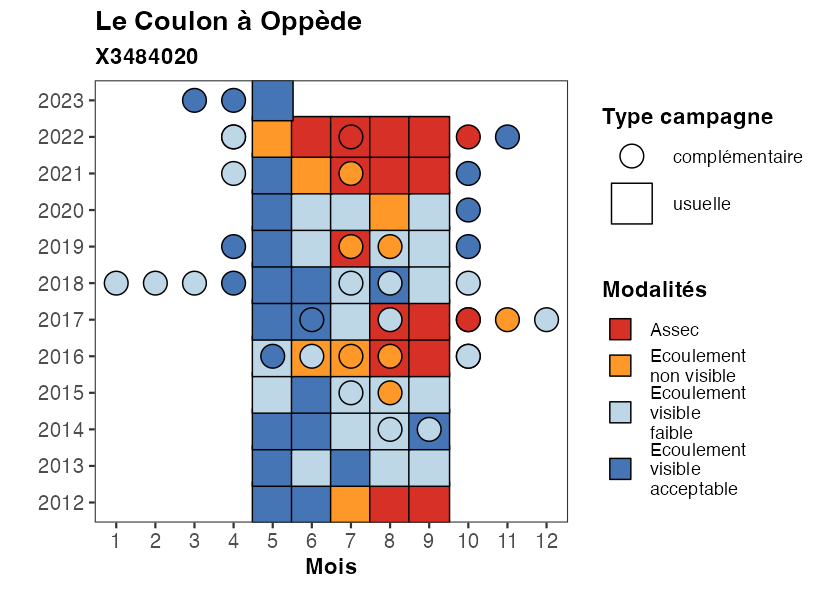 Le Coulon à Oppède
X3484020
2023
2022
2021
2020
2019
2018
2017
2016
2015
2014
2013
2012
1 2 3 4 5 6 7 8 9 10 11 12
Mois
Type campagne
complémentaire
usuelle
Modalités
Assec
Ecoulement
non visible
Ecoulement
visible
faible
Ecoulement
visible
acceptable